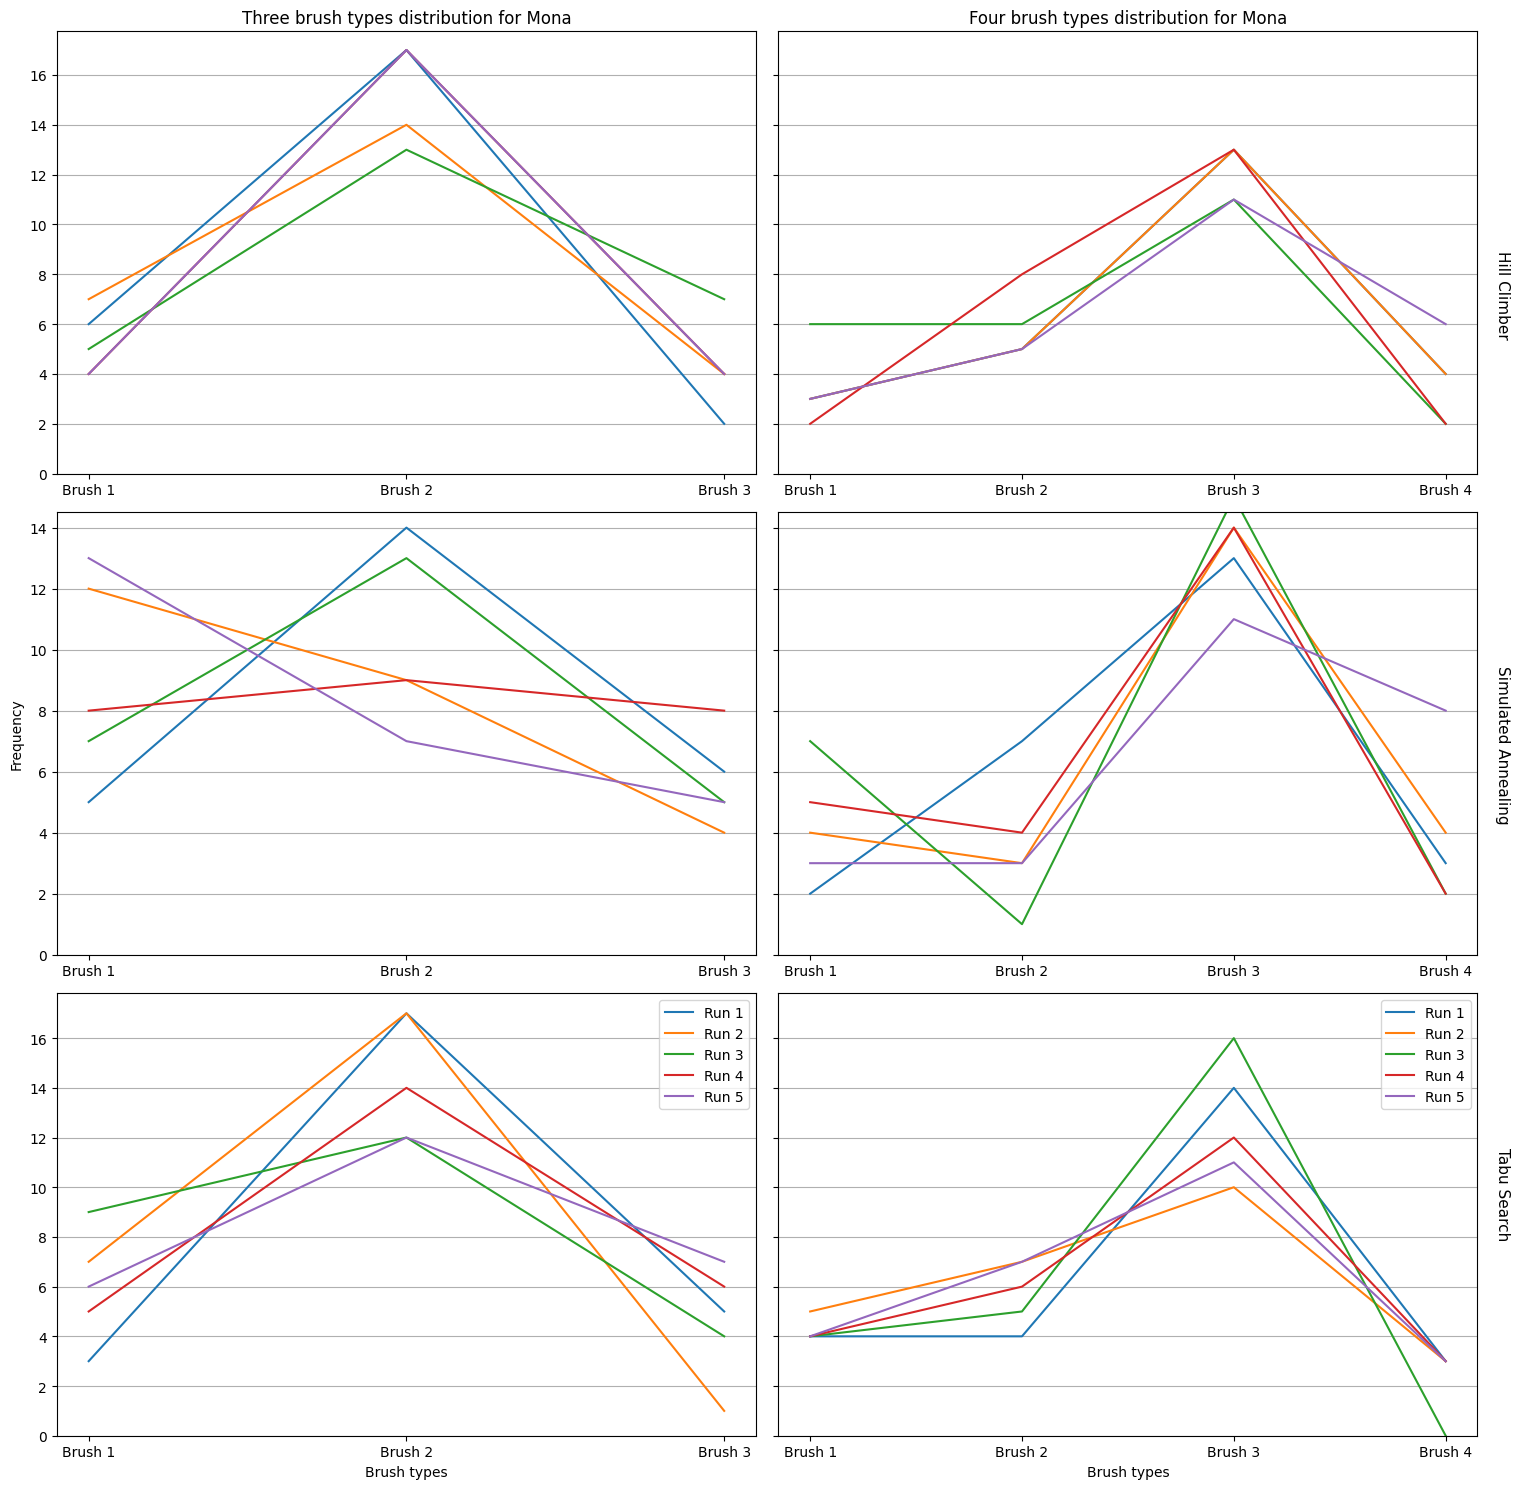 Three brush types distribution for Mona
Four brush types distribution for Mona
16
14
12
10
8
6
4
2
0
Brush 1 Brush 2 Brush 3
Brush 1 Brush 2 Brush 3 Brush 4
Hill Climber
Frequency
14
12
10
8
6
4
2
0
Brush 1 Brush 2 Brush 3
Brush 1 Brush 2 Brush 3 Brush 4
Simulated Annealing
16
14
12
10
8
6
4
2
0
Run 1
Run 2
Run 3
Run 4
Run 5
Brush 1 Brush 2 Brush 3
Brush types
Run 1
Run 2
Run 3
Run 4
Run 5
Brush 1 Brush 2 Brush 3 Brush 4
Brush types
Tabu Search